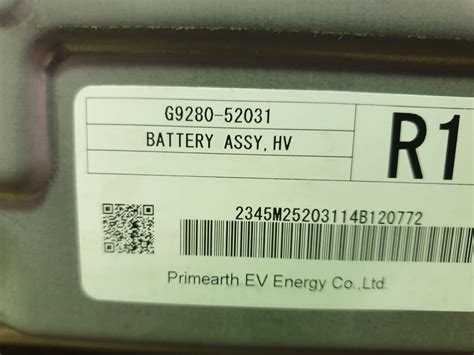 G9280-52031
BATTERY ASSY,HV
R1
2345M25203114B120772
Primearth EV Energy Co.,Ltd.